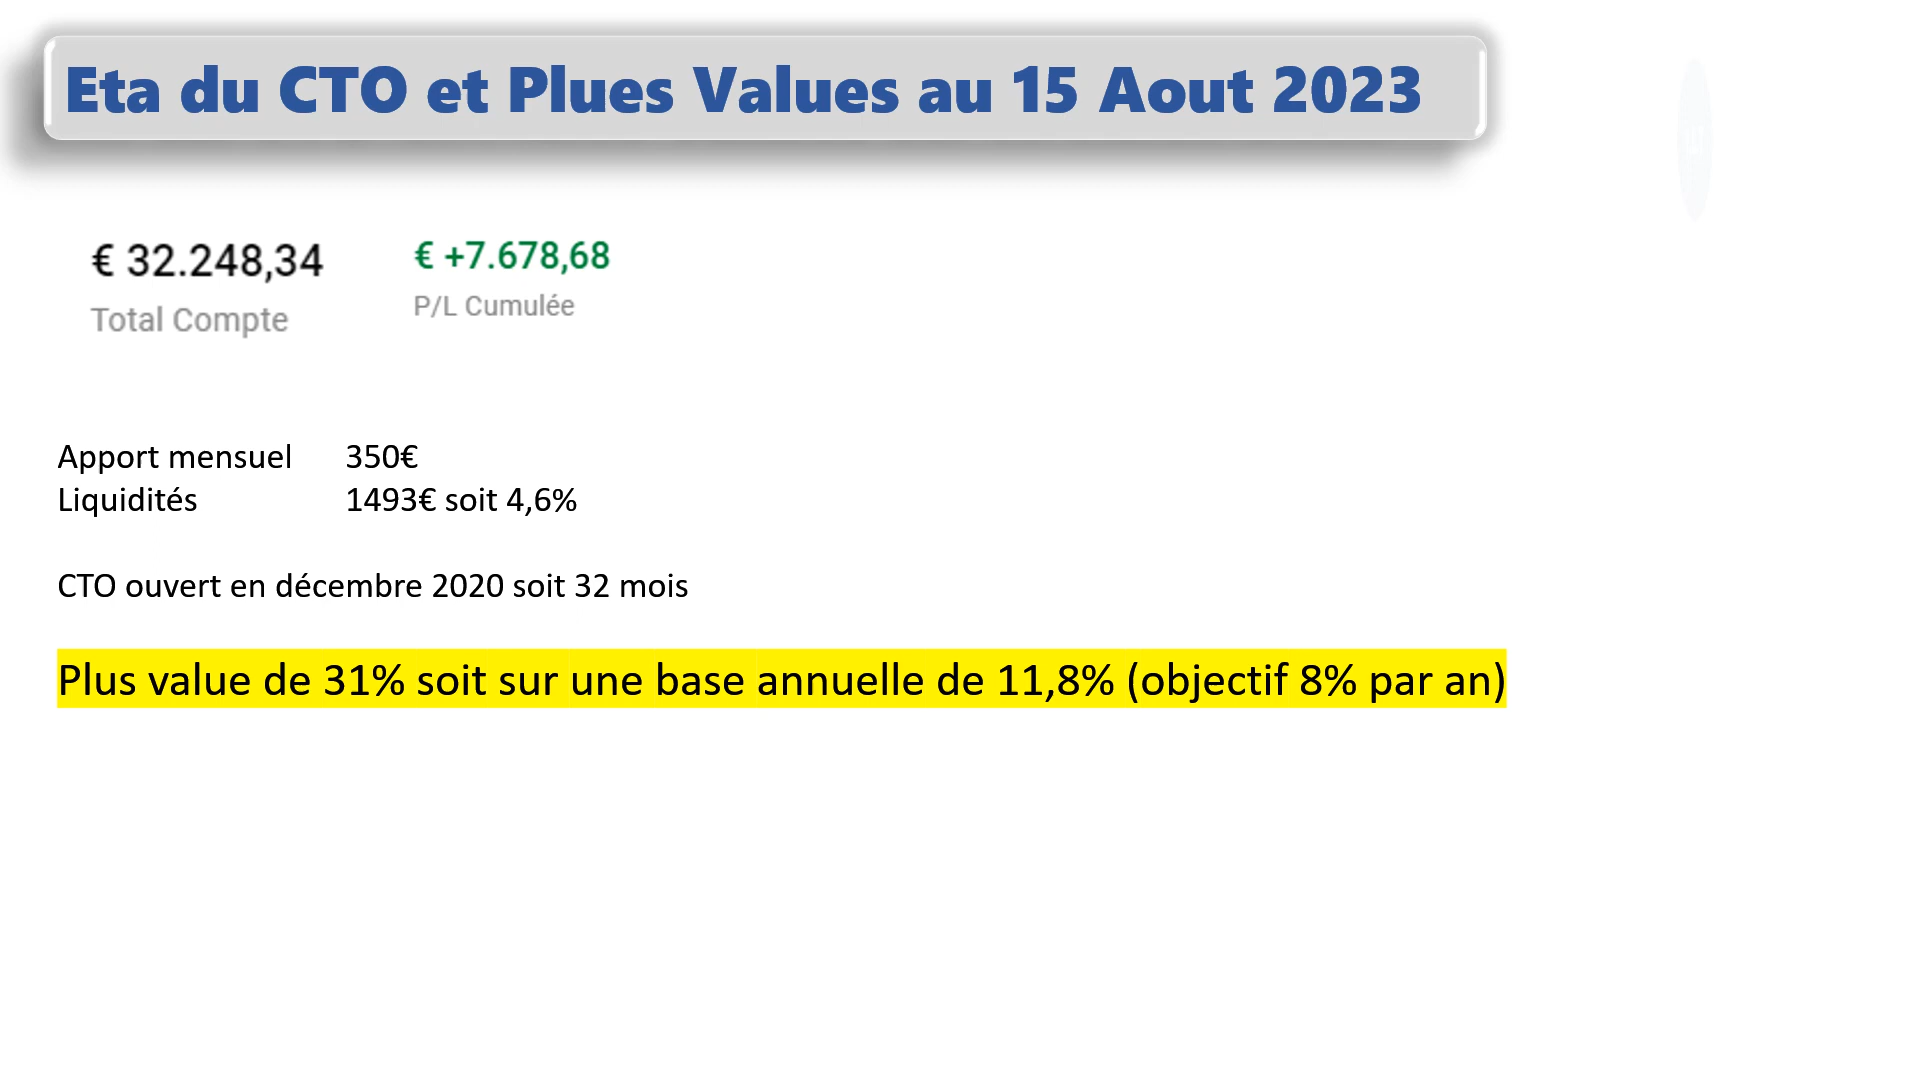 Eta du CTO et Plues Values au 15 Aout 2023
€ 32.248,34
Total Compte
€ +7.678,68
P/L Cumulée
Apport mensuel 350€
Liquidités 1493€ soit 4,6%
CTO ouvert en décembre 2020 soit 32 mois
Plus value de 31% soit sur une base annuelle de 11,8% (objectif 8% par an)